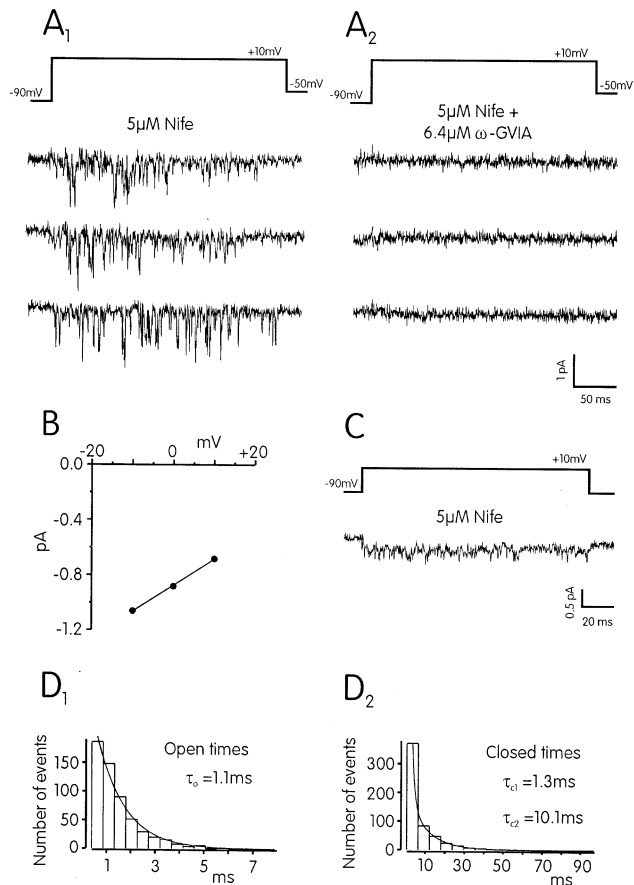 A1
A2
+10mV
-90mV
-50mV
+10mV
-90mV
-50mV
5µM Nife
5µM Nife +
6.4µM ω-GVIA
1 pA
50 ms
B
mV
-20
0
+20
0.0
-0.4
-0.8
-1.2
pA
C
+10mV
-90mV
5µM Nife
0.5 pA
20 ms
D1
Number of events
150
100
50
0
Open times
τo =1.1ms
1
3
5
7
ms
D2
Number of events
300
200
100
0
Closed times
τc1 =1.3ms
τc2 =10.1ms
10
30
50
70
90
ms